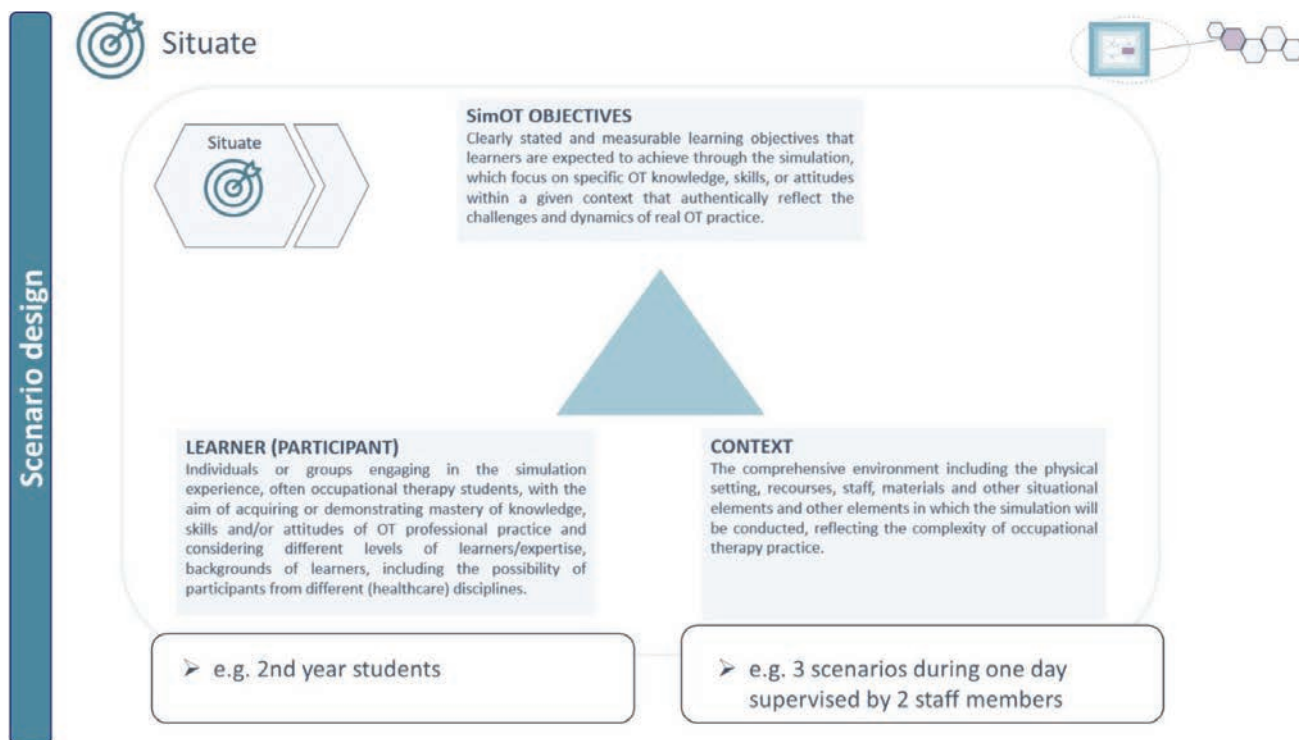 Situate
Scenario design
Situate
SimOT OBJECTIVES
Clearly stated and measurable learning objectives that
learners are expected to achieve through the simulation,
which focus on specific OT knowledge, skills, or attitudes
within a given context that authentically reflect the
challenges and dynamics of real OT practice.
LEARNER (PARTICIPANT)
Individuals or groups engaging in the simulation
experience, often occupational therapy students, with the
aim of acquiring or demonstrating mastery of knowledge,
skills and/or attitudes of OT professional practice and
considering different levels of learners/expertise,
backgrounds of learners, including the possibility of
participants from different (healthcare) disciplines.
CONTEXT
The comprehensive environment including the physical
setting, recourses, staff, materials and other situational
elements and other elements in which the simulation will
be conducted, reflecting the complexity of occupational
therapy practice.
➢ e.g. 2nd year students
➢ e.g. 3 scenarios during one day
supervised by 2 staff members